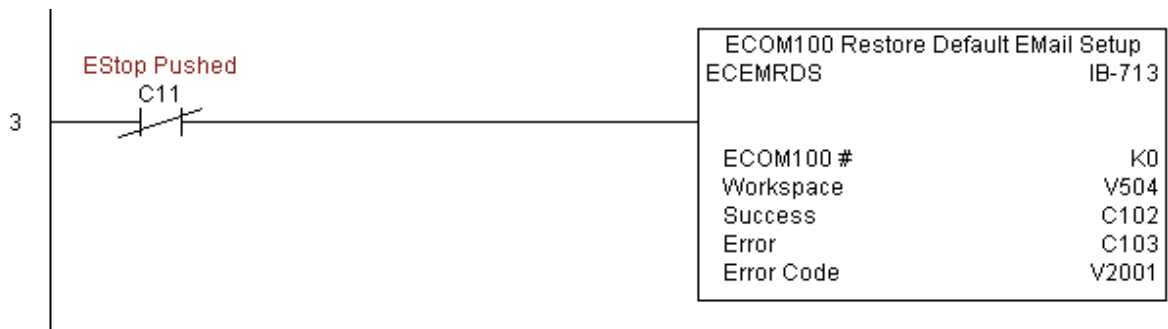 EStop Pushed
C11
3
ECOM100 Restore Default EMail Setup
ECEMRDS IB-713
ECOM100 # K0
Workspace V504
Success C102
Error C103
Error Code V2001